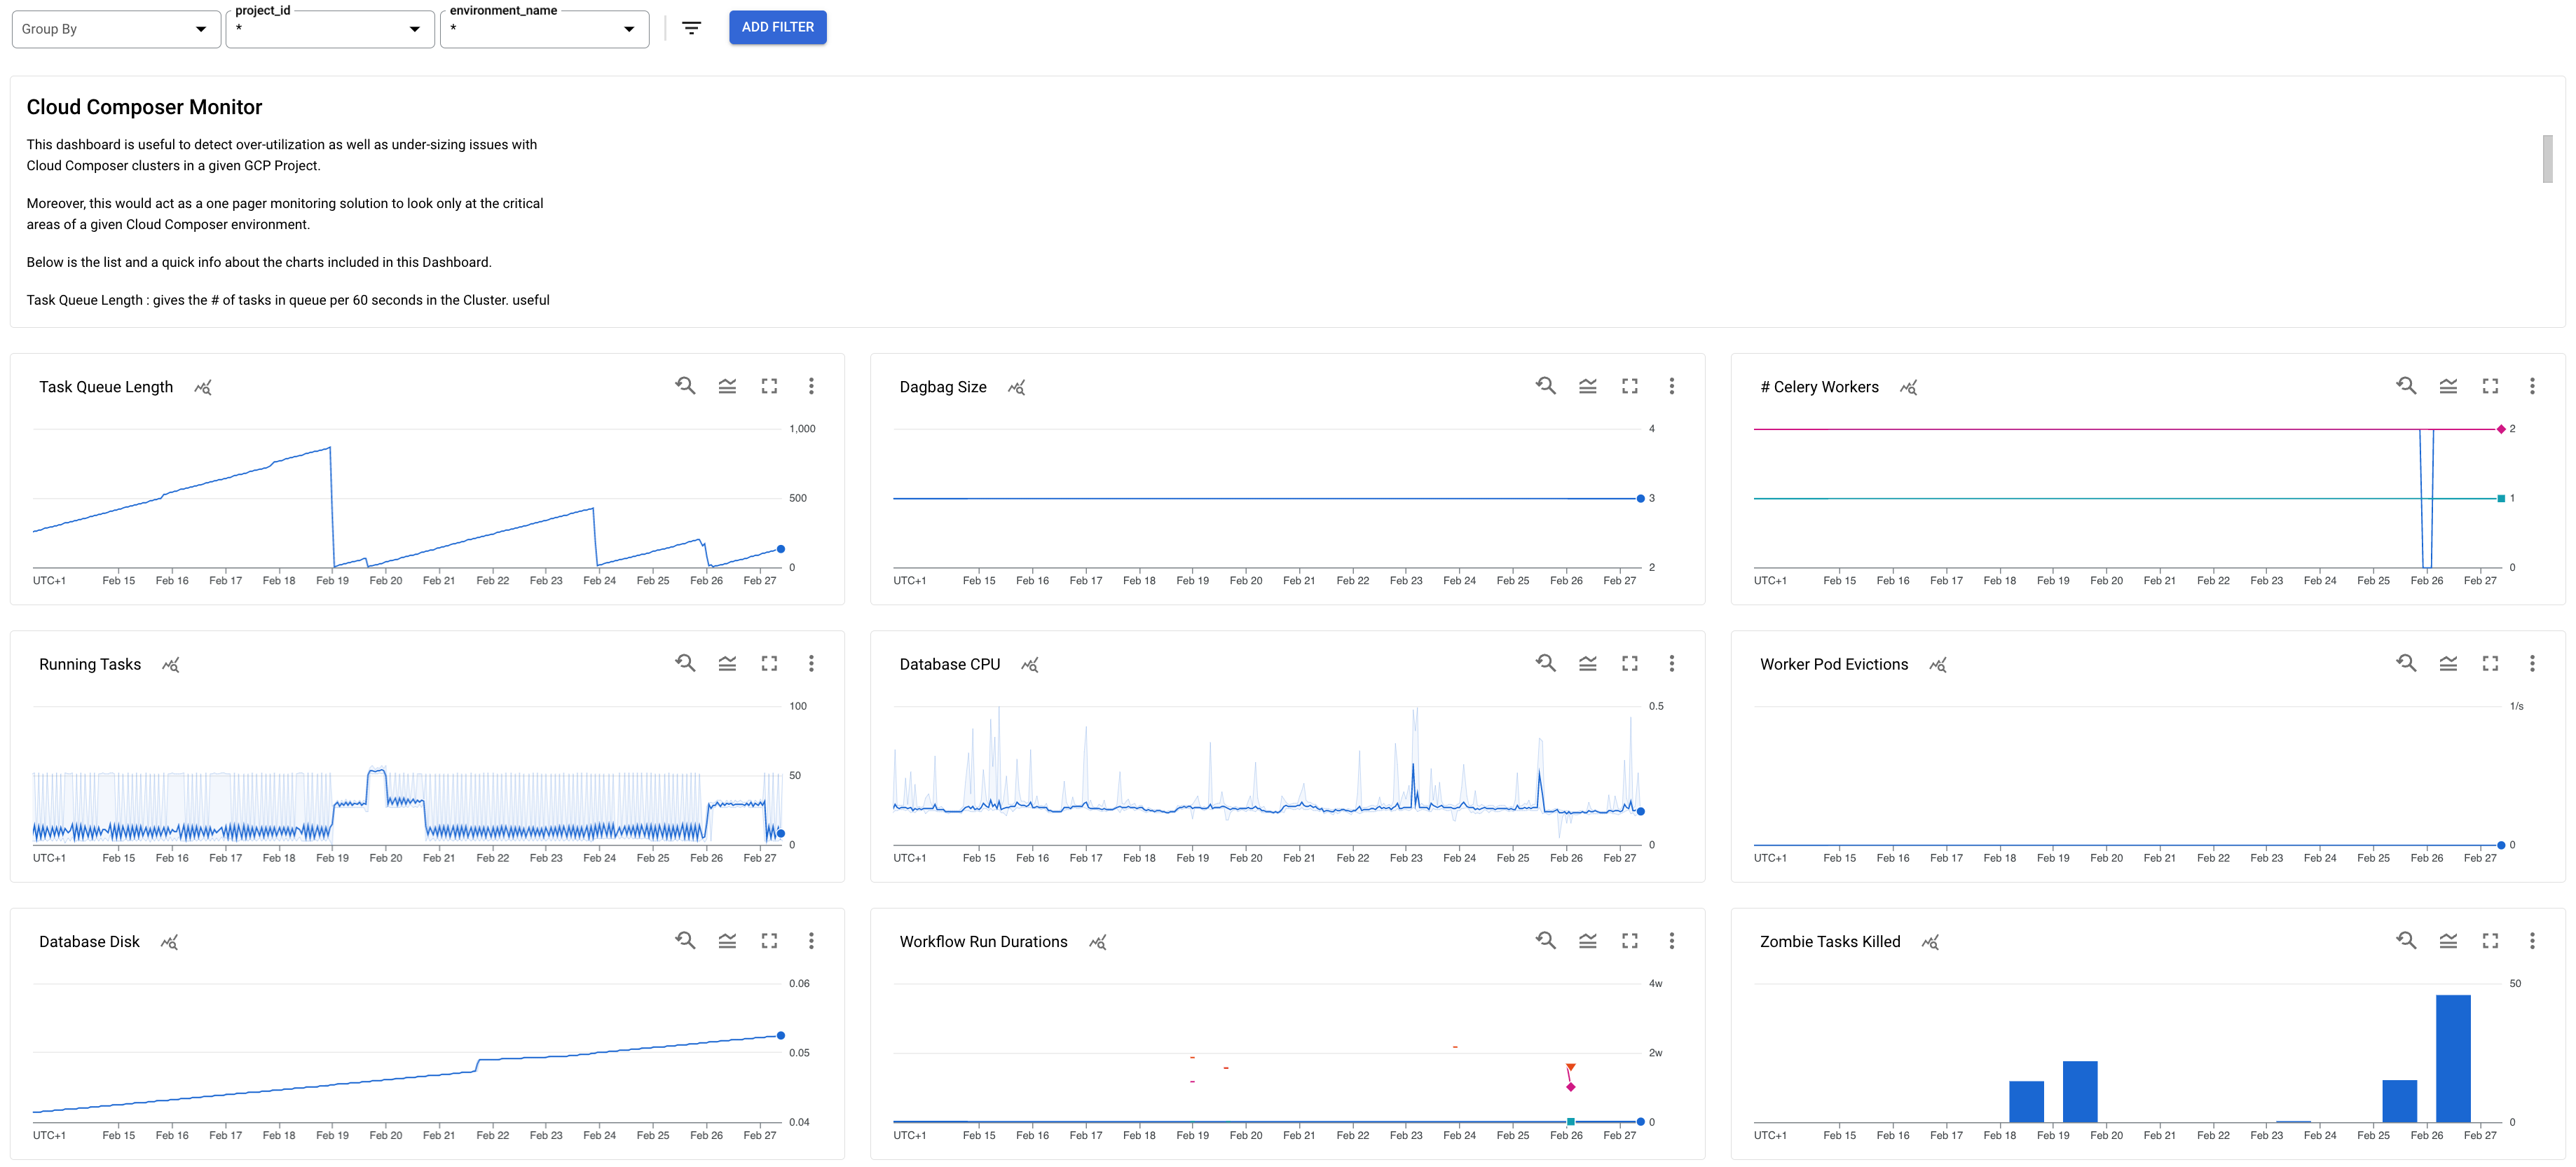 Group By
project_id
*
environment_name
*
ADD FILTER
Cloud Composer Monitor
This dashboard is useful to detect over-utilization as well as under-sizing issues with
Cloud Composer clusters in a given GCP Project.
Moreover, this would act as a one pager monitoring solution to look only at the critical
areas of a given Cloud Composer environment.
Below is the list and a quick info about the charts included in this Dashboard.
Task Queue Length : gives the # of tasks in queue per 60 seconds in the Cluster. useful
Task Queue Length
1,000
500
0
UTC+1 Feb 15 Feb 16 Feb 17 Feb 18 Feb 19 Feb 20 Feb 21 Feb 22 Feb 23 Feb 24 Feb 25 Feb 26 Feb 27
Dagbag Size
4
3
2
UTC+1 Feb 15 Feb 16 Feb 17 Feb 18 Feb 19 Feb 20 Feb 21 Feb 22 Feb 23 Feb 24 Feb 25 Feb 26 Feb 27
# Celery Workers
2
1
0
UTC+1 Feb 15 Feb 16 Feb 17 Feb 18 Feb 19 Feb 20 Feb 21 Feb 22 Feb 23 Feb 24 Feb 25 Feb 26 Feb 27
Running Tasks
100
50
0
UTC+1 Feb 15 Feb 16 Feb 17 Feb 18 Feb 19 Feb 20 Feb 21 Feb 22 Feb 23 Feb 24 Feb 25 Feb 26 Feb 27
Database CPU
0.5
0
UTC+1 Feb 15 Feb 16 Feb 17 Feb 18 Feb 19 Feb 20 Feb 21 Feb 22 Feb 23 Feb 24 Feb 25 Feb 26 Feb 27
Worker Pod Evictions
1/s
0
UTC+1 Feb 15 Feb 16 Feb 17 Feb 18 Feb 19 Feb 20 Feb 21 Feb 22 Feb 23 Feb 24 Feb 25 Feb 26 Feb 27
Database Disk
0.06
0.05
0.04
UTC+1 Feb 15 Feb 16 Feb 17 Feb 18 Feb 19 Feb 20 Feb 21 Feb 22 Feb 23 Feb 24 Feb 25 Feb 26 Feb 27
Workflow Run Durations
4w
2w
0
UTC+1 Feb 15 Feb 16 Feb 17 Feb 18 Feb 19 Feb 20 Feb 21 Feb 22 Feb 23 Feb 24 Feb 25 Feb 26 Feb 27
Zombie Tasks Killed
50
0
UTC+1 Feb 15 Feb 16 Feb 17 Feb 18 Feb 19 Feb 20 Feb 21 Feb 22 Feb 23 Feb 24 Feb 25 Feb 26 Feb 27